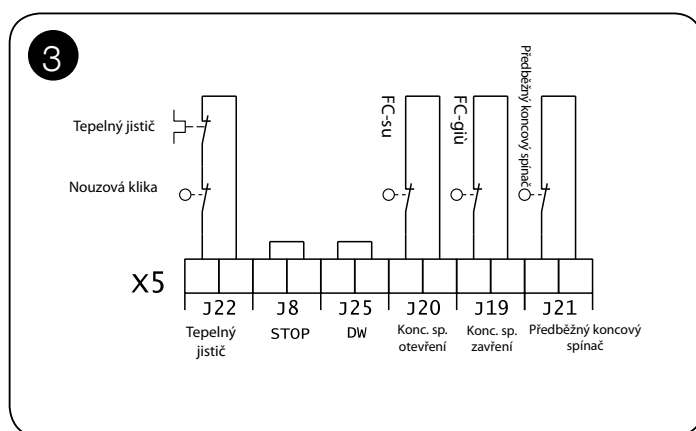 3
Tepelný jistič
Nouzová klika
FC-su
FC-giù
Předběžný koncový spínač
X5
J22
J8
J25
J20
J19
J21
Tepelný
jistič
STOP
DW
Konc. sp.
otevření
Konc. sp.
zavření
Předběžný koncový
spínač